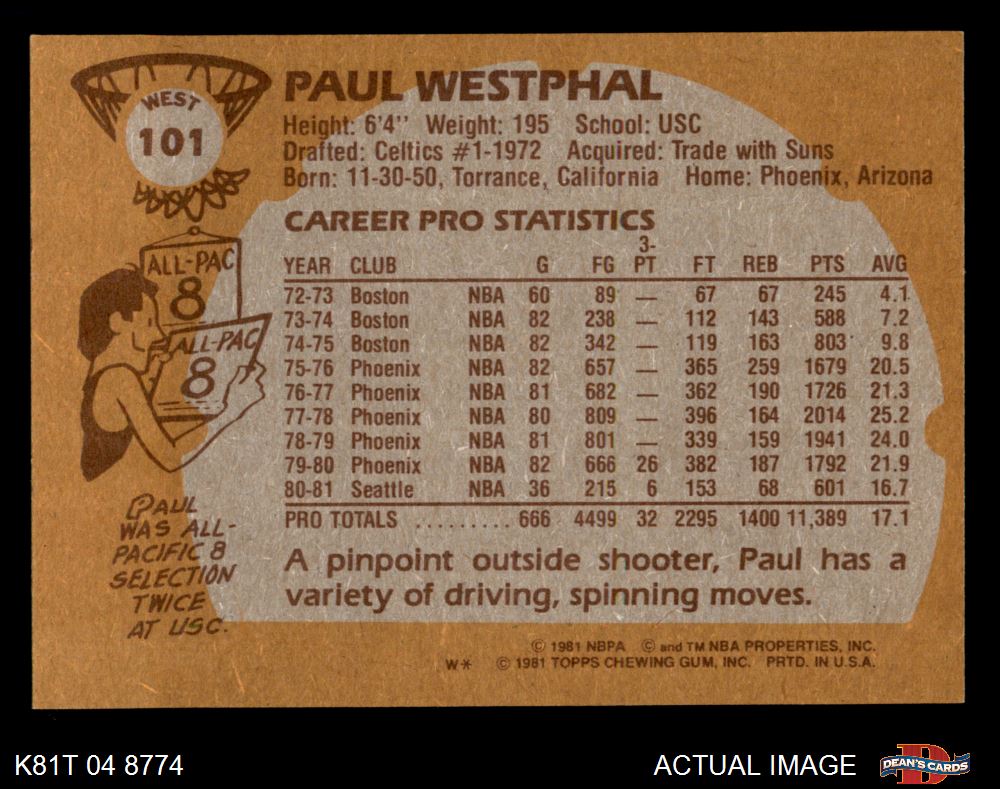 WEST
101
PAUL WESTPHAL
Height: 6'4" Weight: 195 School: USC
Drafted: Celtics #1-1972 Acquired: Trade with Suns
Born: 11-30-50, Torrance, California Home: Phoenix, Arizona
CAREER PRO STATISTICS
YEAR CLUB G FG 3-PT FT REB PTS AVG
72-73 Boston NBA 60 89 — 67 67 245 4.1
73-74 Boston NBA 82 238 — 112 143 588 7.2
74-75 Boston NBA 82 342 — 119 163 803 9.8
75-76 Phoenix NBA 82 657 — 365 259 1679 20.5
76-77 Phoenix NBA 81 682 — 362 190 1726 21.3
77-78 Phoenix NBA 80 809 — 396 164 2014 25.2
78-79 Phoenix NBA 81 801 — 339 159 1941 24.0
79-80 Phoenix NBA 82 666 26 382 187 1792 21.9
80-81 Seattle NBA 36 215 6 153 68 601 16.7
PRO TOTALS ......... 666 4499 32 2295 1400 11,389 17.1
A pinpoint outside shooter, Paul has a
variety of driving, spinning moves.
ALL-PAC
8
ALL-PAC
8
PAUL
WAS ALL-
PACIFIC 8
SELECTION
TWICE
AT USC.
© 1981 NBPA © and TM NBA PROPERTIES, INC.
W* © 1981 TOPPS CHEWING GUM, INC. PRTD. IN U.S.A.
K81T 04 8774
ACTUAL IMAGE
D
DEAN'S CARDS